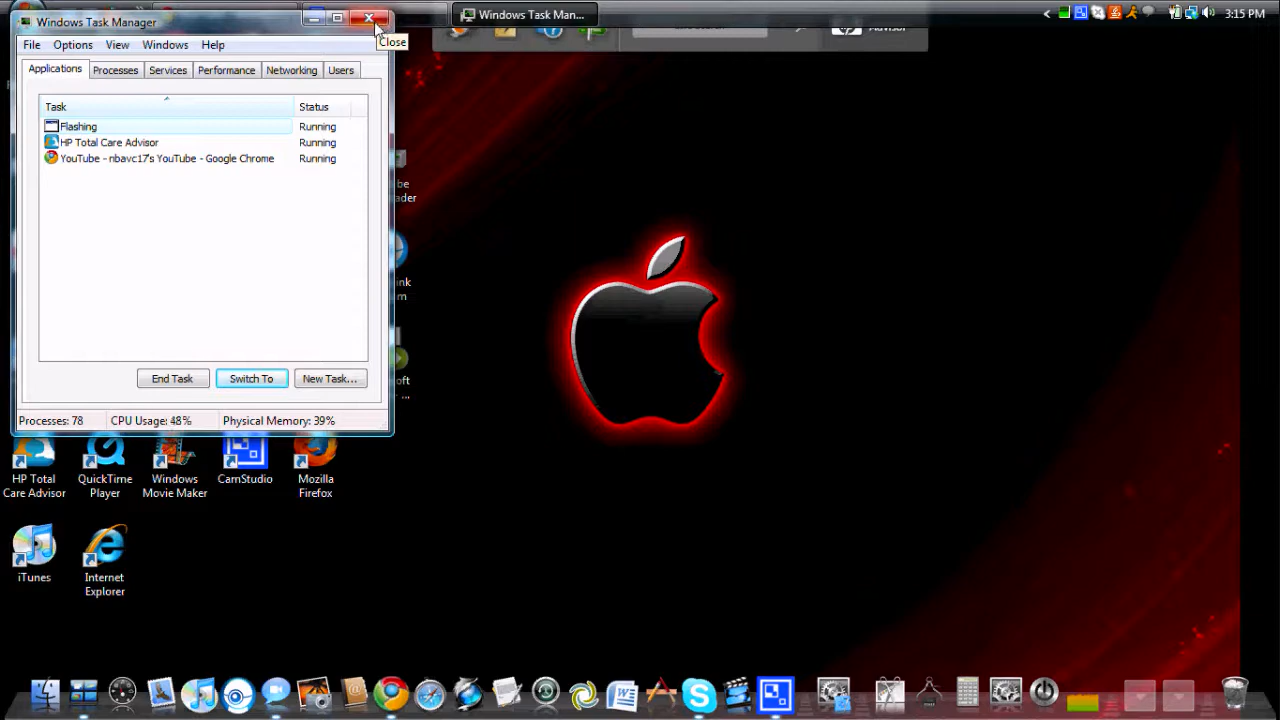 Windows Task Manager
Windows Task Man...
3:15 PM
Close
File Options View Windows Help
Applications Processes Services Performance Networking Users
Task Status
Flashing Running
HP Total Care Advisor Running
YouTube - nbavc17's YouTube - Google Chrome Running
End Task Switch To New Task...
Processes: 78 CPU Usage: 48% Physical Memory: 39%
HP Total Care Advisor
QuickTime Player
Windows Movie Maker
CamStudio
Mozilla Firefox
iTunes
Internet Explorer